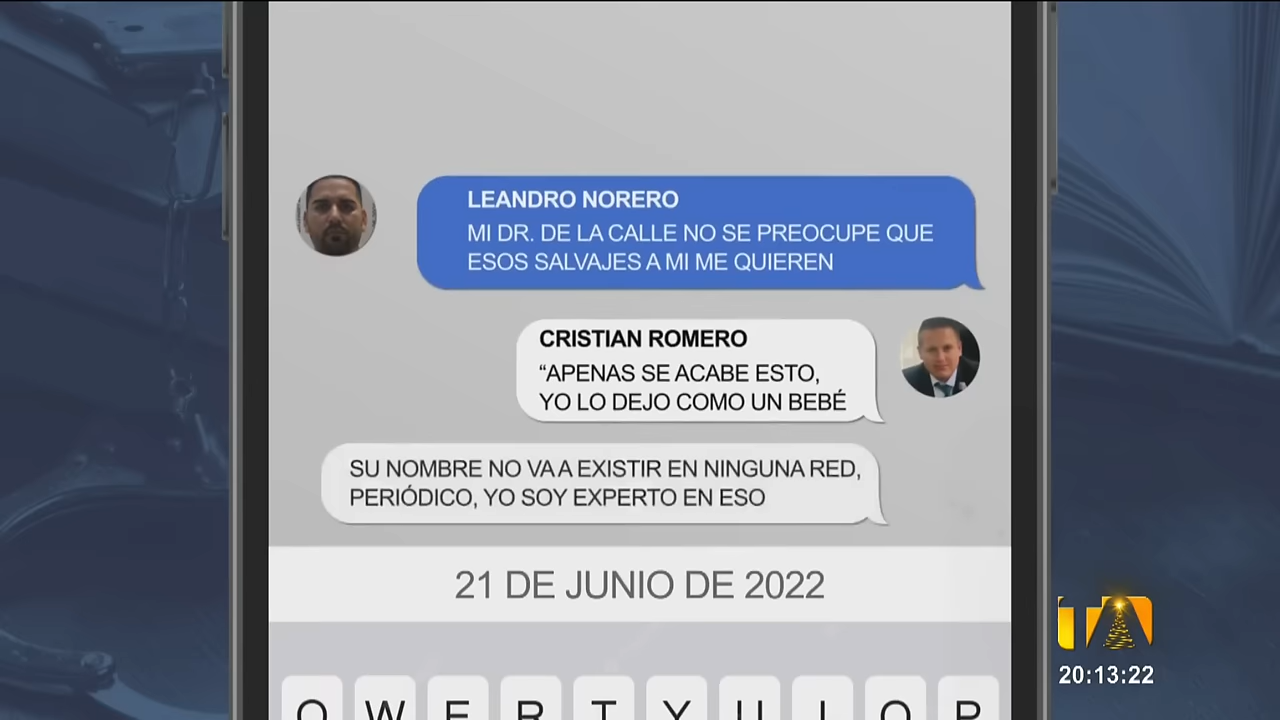 LEANDRO NORERO
MI DR. DE LA CALLE NO SE PREOCUPE QUE
ESOS SALVAJES A MI ME QUIEREN
CRISTIAN ROMERO
“APENAS SE ACABE ESTO,
YO LO DEJO COMO UN BEBÉ
SU NOMBRE NO VA A EXISTIR EN NINGUNA RED,
PERIÓDICO, YO SOY EXPERTO EN ESO
21 DE JUNIO DE 2022
Q W E R T Y U I O P
TA
20:13:22